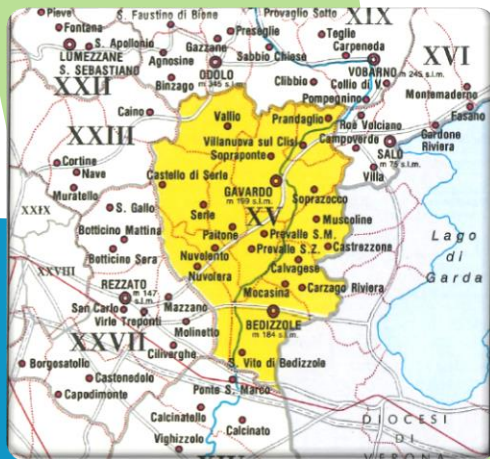 Pieve
Fontana
S. Faustino di Bione
Preseglie
Provaglio Sotto
XIX
Teglie
S. Apollonio
Gazzane
Carpeneda
XVI
LUMEZZANE
S. SEBASTIANO
Agnosine
Sabbio Chiese
VOBARNO
m 245 s.l.m.
ODOLO
m 345 s.l.m.
Binzago
Clibbio
Collio di V.
Pompegnino
Montemaderno
XXII
Fasano
Caino
Vallio
Prandaglio
Roè Volciano
Gardone
Riviera
XXIII
Villanuova sul Clisi
Campoverde
SALÒ
m 75 s.l.m.
Soprapponte
Cortine
Nave
Villa
Muratello
Castello di Serle
GAVARDO
m 199 s.l.m.
Soprazocco
XXIX
S. Gallo
Serle
XV
Muscoline
Botticino Mattina
Paitone
Prevalle S.M.
Lago
di
Garda
Botticino Sera
Nuvolento
Prevalle S.Z.
Castrezzone
XXVIII
Nuvolera
Calvagese
REZZATO
m 147
s.l.m.
Mocasina
Carzago Riviera
San Carlo
Mazzano
Virle Treponti
BEDIZZOLE
m 184 s.l.m.
Molinetto
XXVII
Ciliverghe
Borgosatollo
S. Vito di Bedizzole
Castenedolo
Ponte S. Marco
Capodimonte
Calcinatello
DIOCESI
DI
VERONA
Calcinato
Vighizzolo